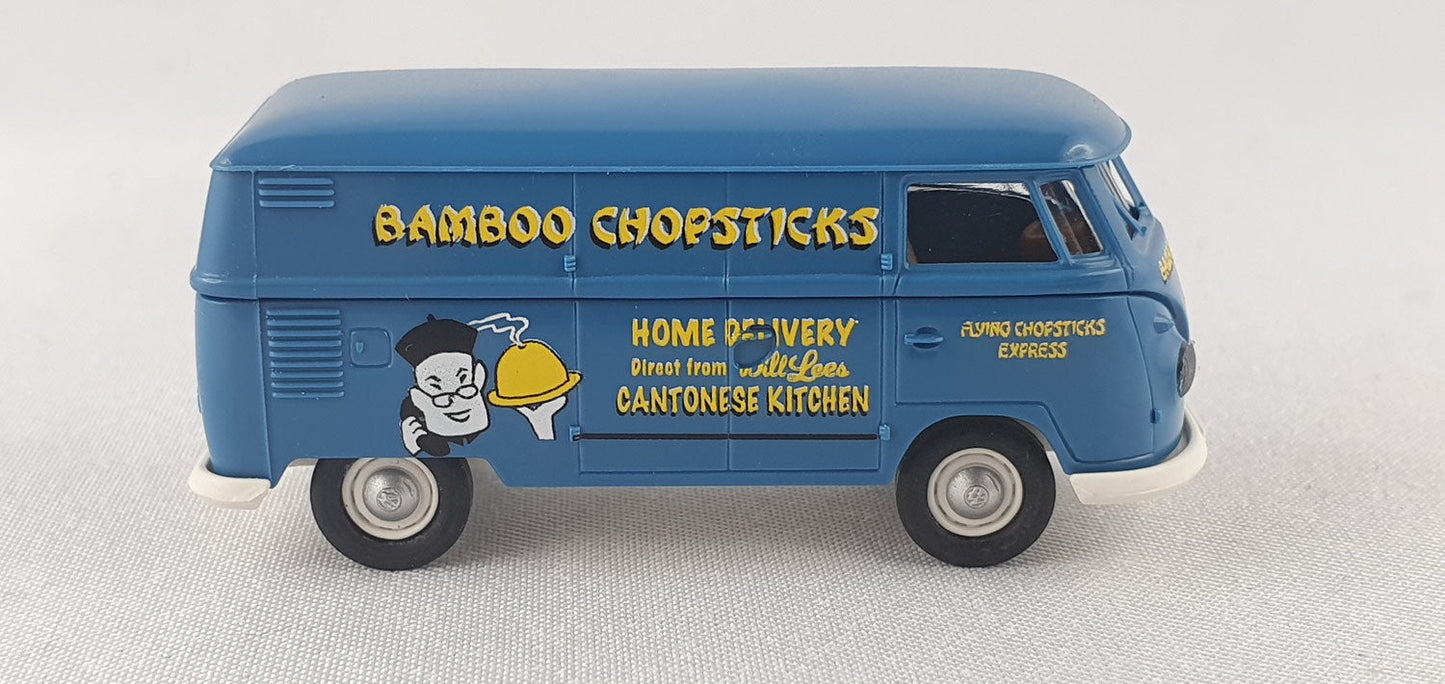 BAMBOO CHOPSTICKS
HOME DELIVERY
Direct from Will Lees
CANTONESE KITCHEN
FLYING CHOPSTICKS
EXPRESS